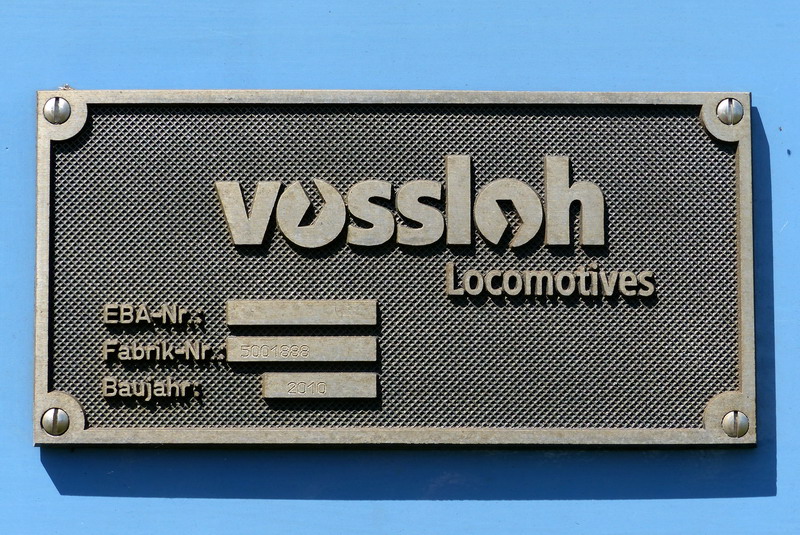 vossloh
Locomotives
EBA-Nr.:
Fabrik-Nr.: 5001888
Baujahr: 2010